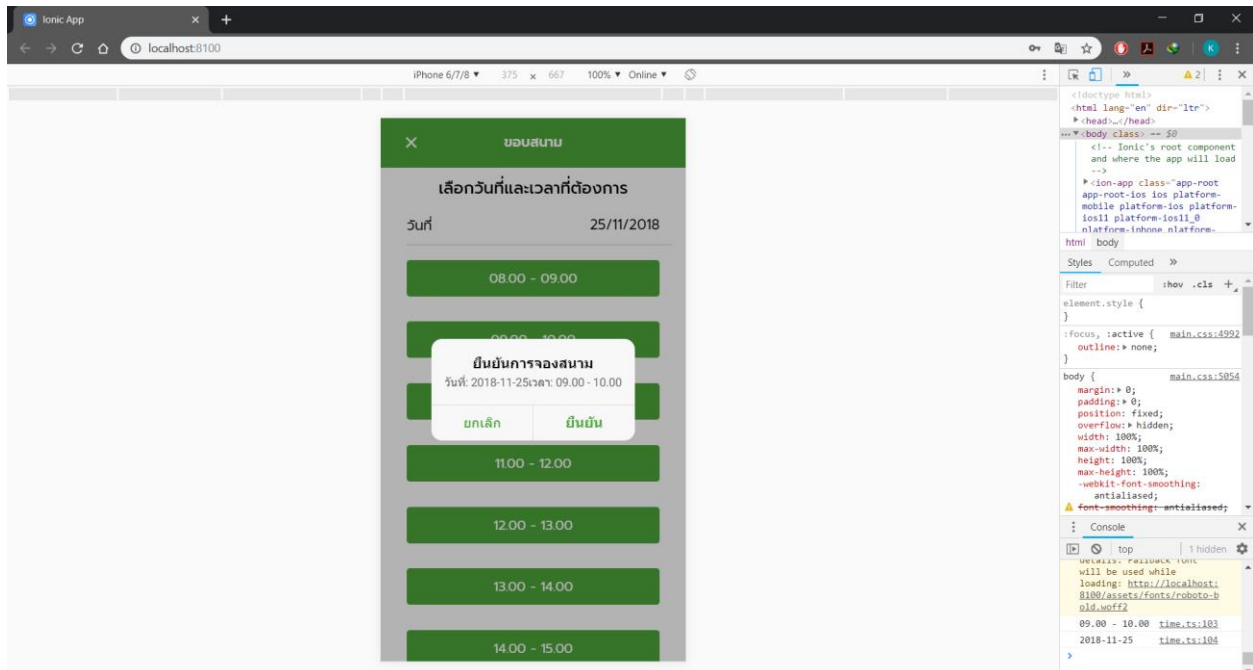 Ionic App
localhost:8100
K
iPhone 6/7/8 ▼ 375 x 667 100% ▼ Online ▼
2
<!doctype html>
<html lang="en" dir="ltr">
<head>…</head>
<body class> == $0
<!-- Ionic's root component
and where the app will load
-->
<ion-app class="app-root
app-root-ios ios platform-
mobile platform-ios platform-
ios11 platform-ios11_0
platform-iphone platform-
html body
Styles Computed »
Filter :hov .cls +
element.style {
}
:focus, :active { main.css:4992
outline: none;
}
body { main.css:5054
margin: 0;
padding: 0;
position: fixed;
overflow: hidden;
width: 100%;
max-width: 100%;
height: 100%;
max-height: 100%;
-webkit-font-smoothing:
antialiased;
font-smoothing: antialiased;
Console
top 1 hidden
details. Fallback font
will be used while
loading: http://localhost:
8100/assets/fonts/roboto-b
old.woff2
09.00 - 10.00 time.ts:103
2018-11-25 time.ts:104
ขอบสนาม
เลือกวันที่และเวลาที่ต้องการ
วันที่ 25/11/2018
08.00 - 09.00
09.00 - 10.00
ยืนยันการจองสนาม
วันที่: 2018-11-25เวลา: 09.00 - 10.00
ยกเลิก ยืนยัน
11.00 - 12.00
12.00 - 13.00
13.00 - 14.00
14.00 - 15.00